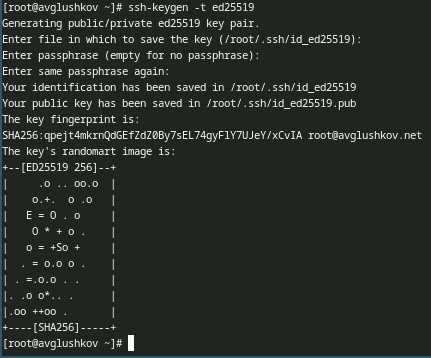 [root@avglushkov ~]# ssh-keygen -t ed25519
Generating public/private ed25519 key pair.
Enter file in which to save the key (/root/.ssh/id_ed25519):
Enter passphrase (empty for no passphrase):
Enter same passphrase again:
Your identification has been saved in /root/.ssh/id_ed25519
Your public key has been saved in /root/.ssh/id_ed25519.pub
The key fingerprint is:
SHA256:qpejt4mkrnQdGEfZdZ0By7sEL74gyFlY7UJeY/xCvIA root@avglushkov.net
The key's randomart image is:
+--[ED25519 256]--+
|     .o .. oo.o  |
|    o.+.  o .o   |
|   E = O . o     |
|    O * + o .    |
|   o = +So +     |
|  . = o.o o .    |
| . =.o.o . .     |
|. .o o*.. .      |
|.oo ++oo .       |
+----[SHA256]-----+
[root@avglushkov ~]#